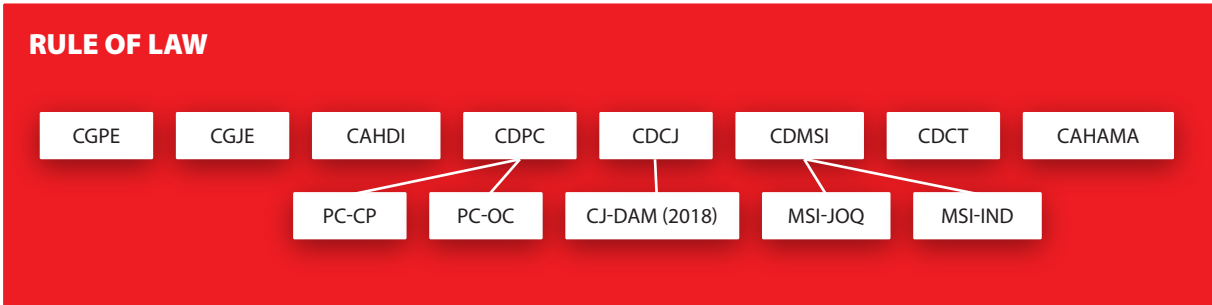 RULE OF LAW
CGPE CGJE CAHDI CDPC CDCJ CDMSI CDCT CAHAMA
PC-CP PC-OC CJ-DAM (2018) MSI-JOQ MSI-IND